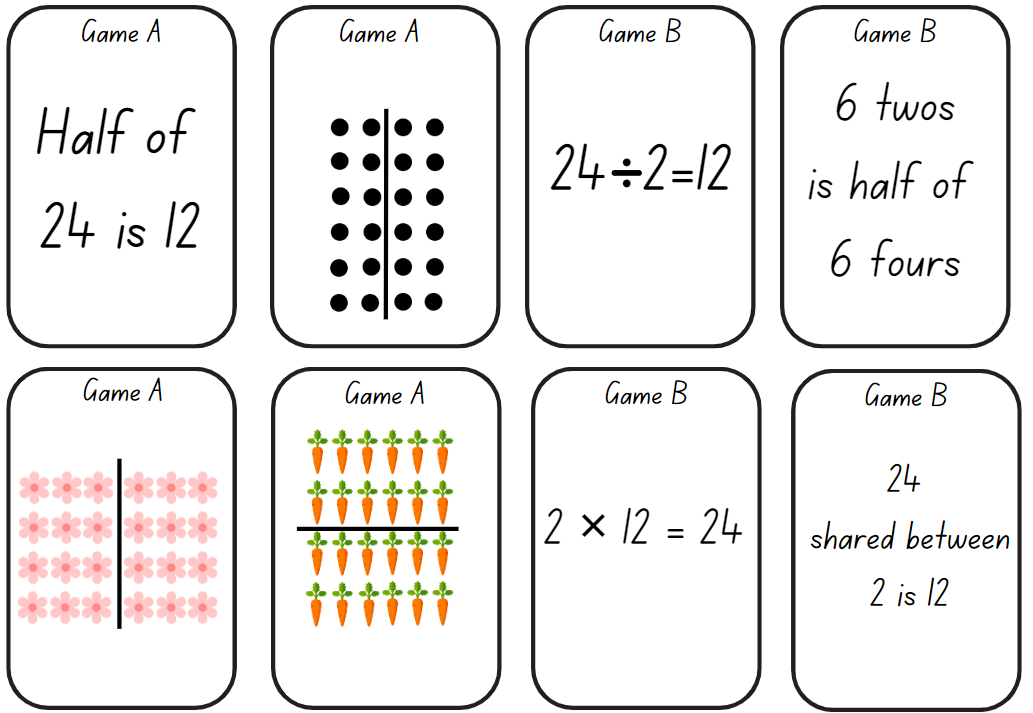 Game A
Half of
24 is 12
Game A
Game B
24÷2=12
Game B
6 twos
is half of
6 fours
Game A
Game A
Game B
2 × 12 = 24
Game B
24
shared between
2 is 12